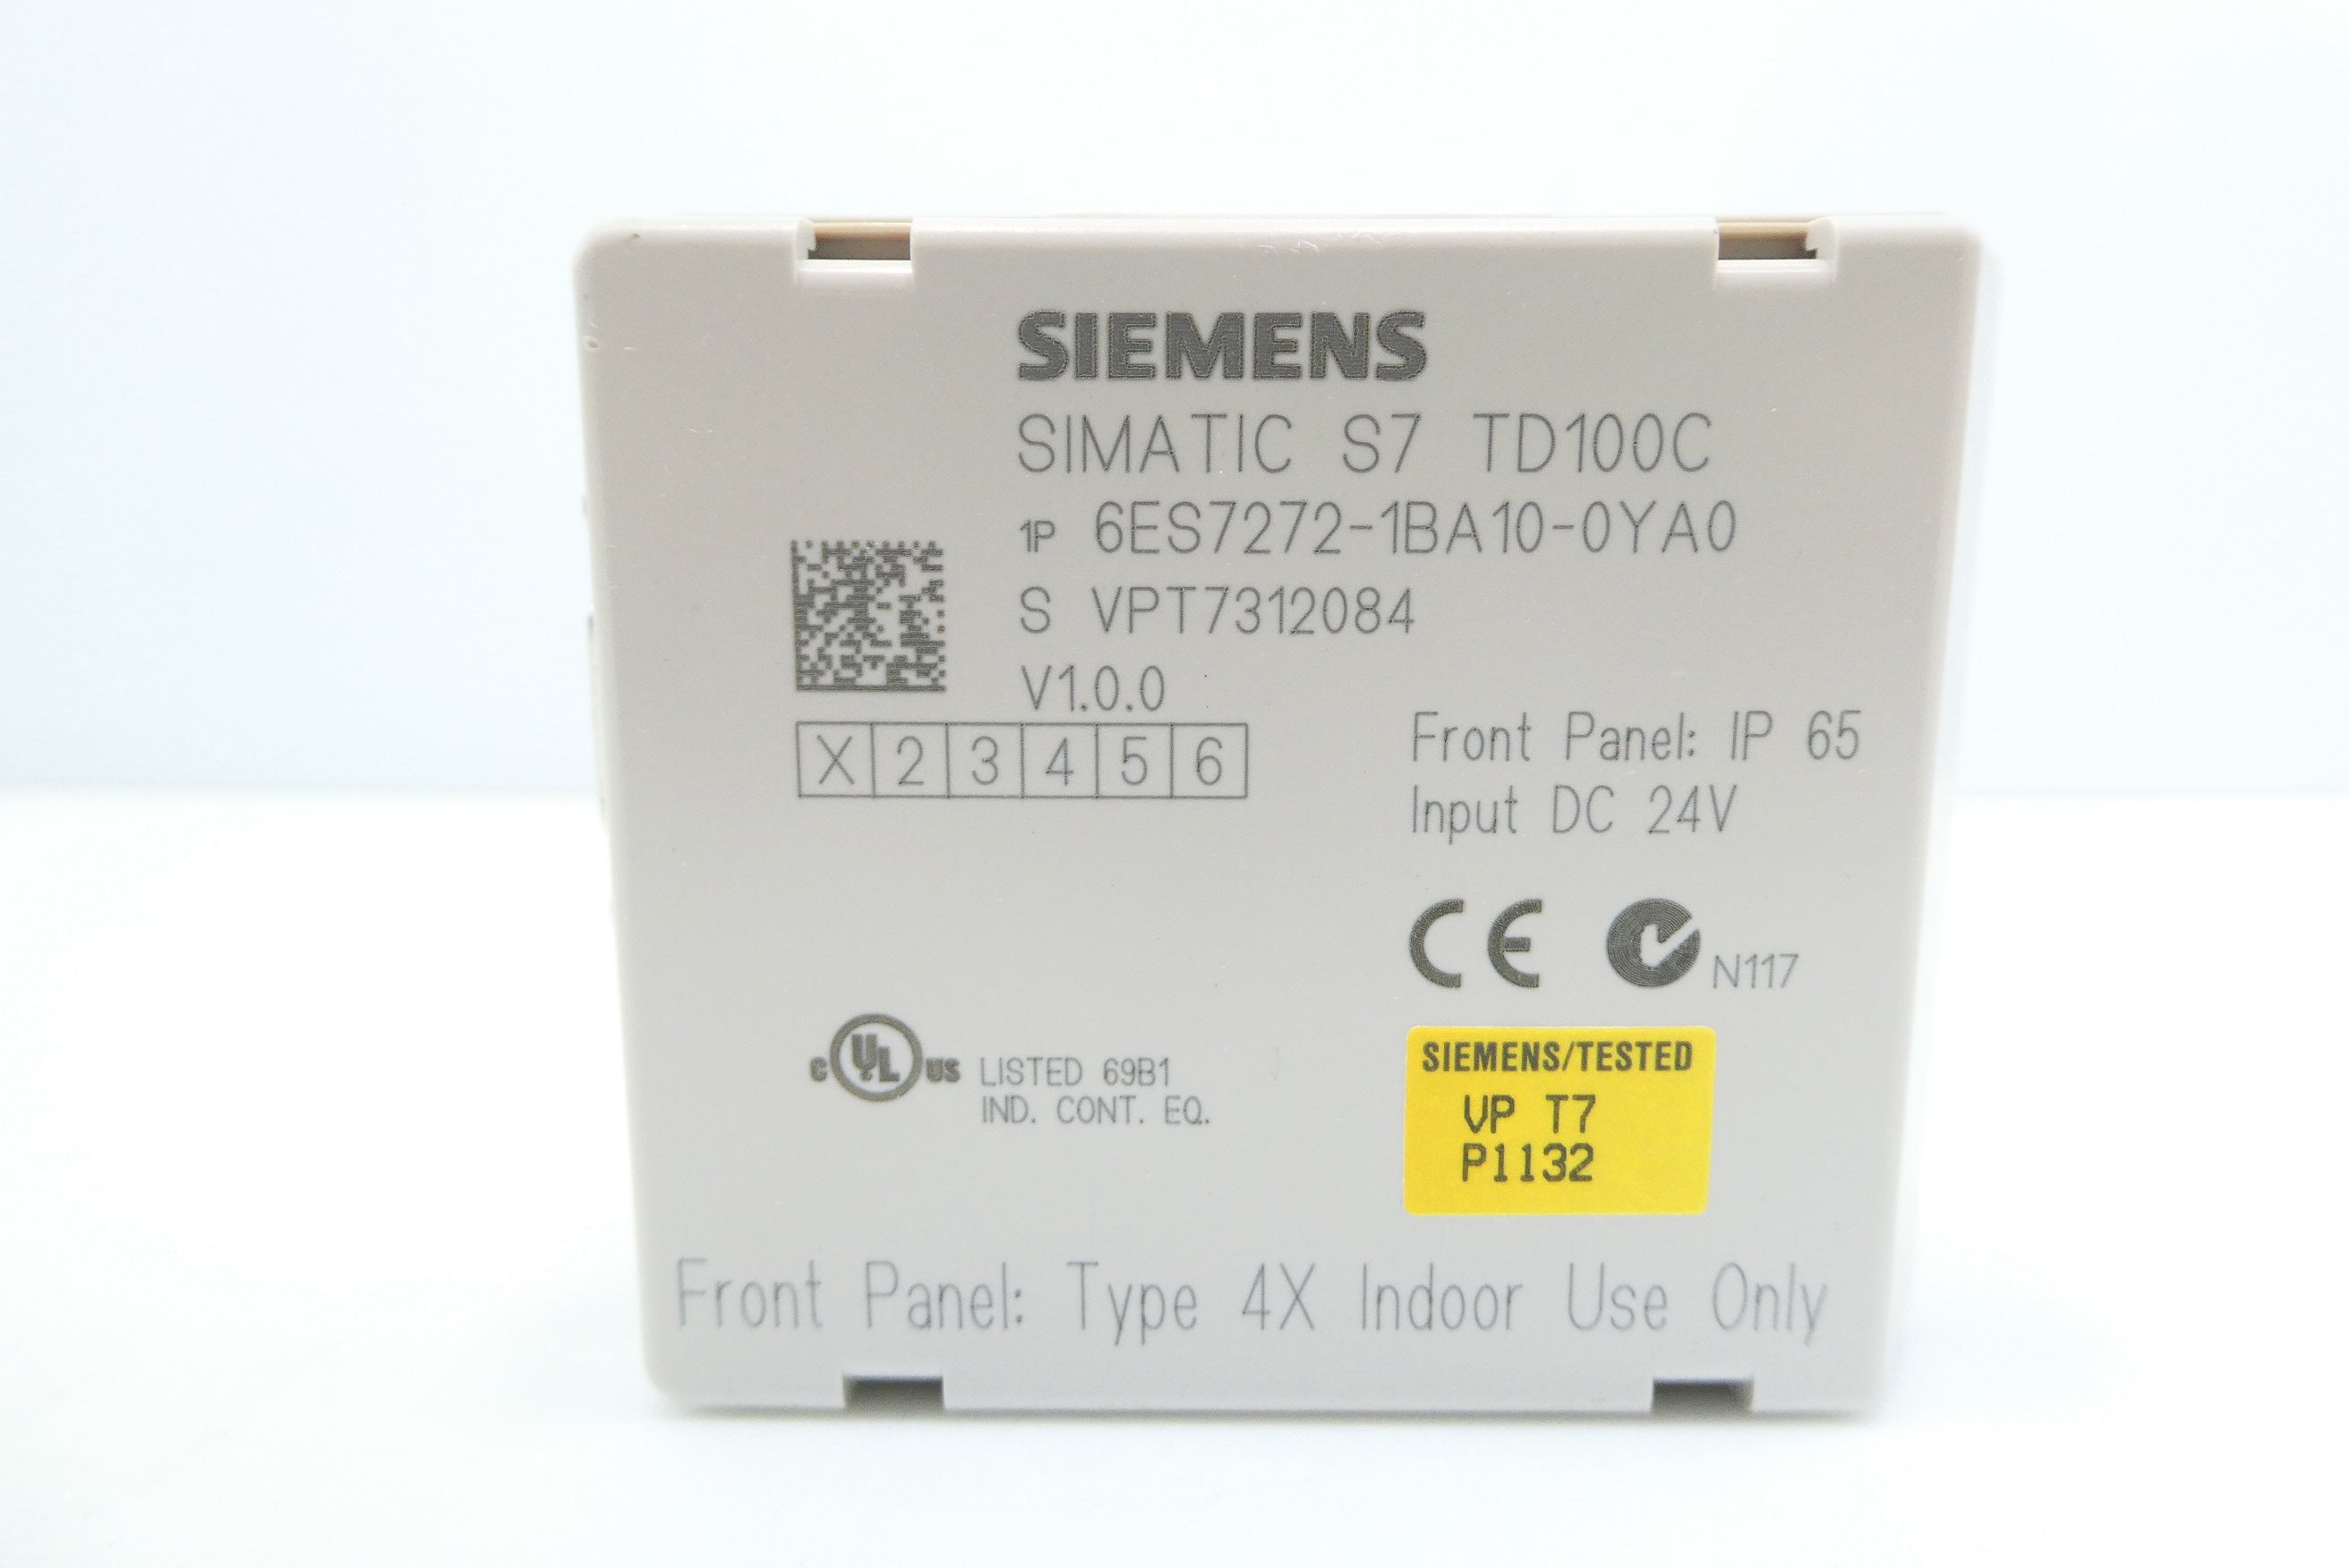 SIEMENS
SIMATIC S7 TD100C
1P 6ES7272-1BA10-0YA0
S VPT7312084
V1.0.0
X 2 3 4 5 6
Front Panel: IP 65
Input DC 24V
CE N117
C UL US LISTED 69B1
IND. CONT. EQ.
SIEMENS/TESTED
VP T7
P1132
Front Panel: Type 4X Indoor Use Only